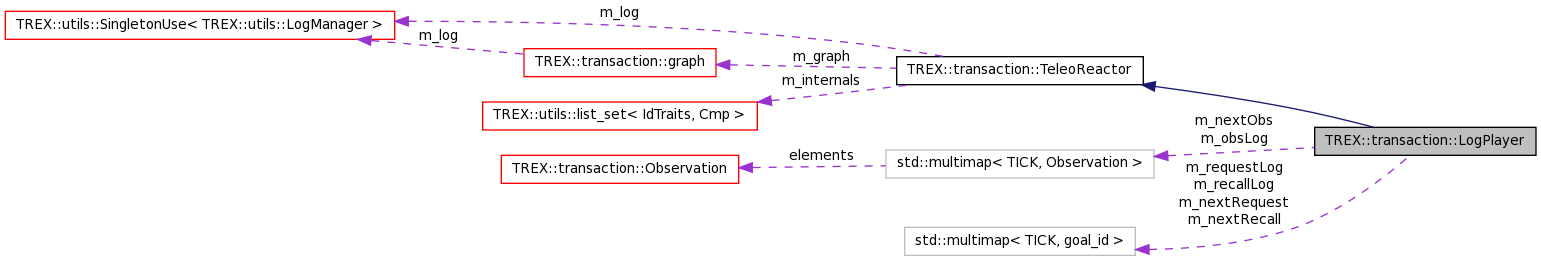 TREX::utils::SingletonUse< TREX::utils::LogManager >
m_log
m_log
TREX::transaction::graph
m_graph
TREX::transaction::TeleoReactor
m_internals
TREX::utils::list_set< IdTraits, Cmp >
m_nextObs
m_obsLog
TREX::transaction::LogPlayer
elements
TREX::transaction::Observation
std::multimap< TICK, Observation >
m_requestLog
m_recallLog
m_nextRequest
m_nextRecall
std::multimap< TICK, goal_id >